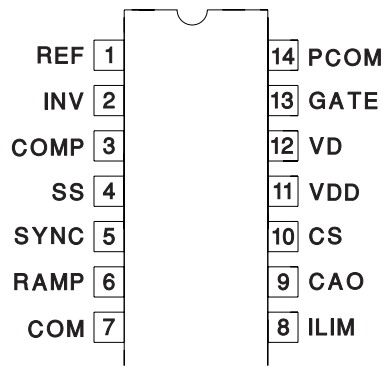 REF 1 14 PCOM
INV 2 13 GATE
COMP 3 12 VD
SS 4 11 VDD
SYNC 5 10 CS
RAMP 6 9 CAO
COM 7 8 ILIM